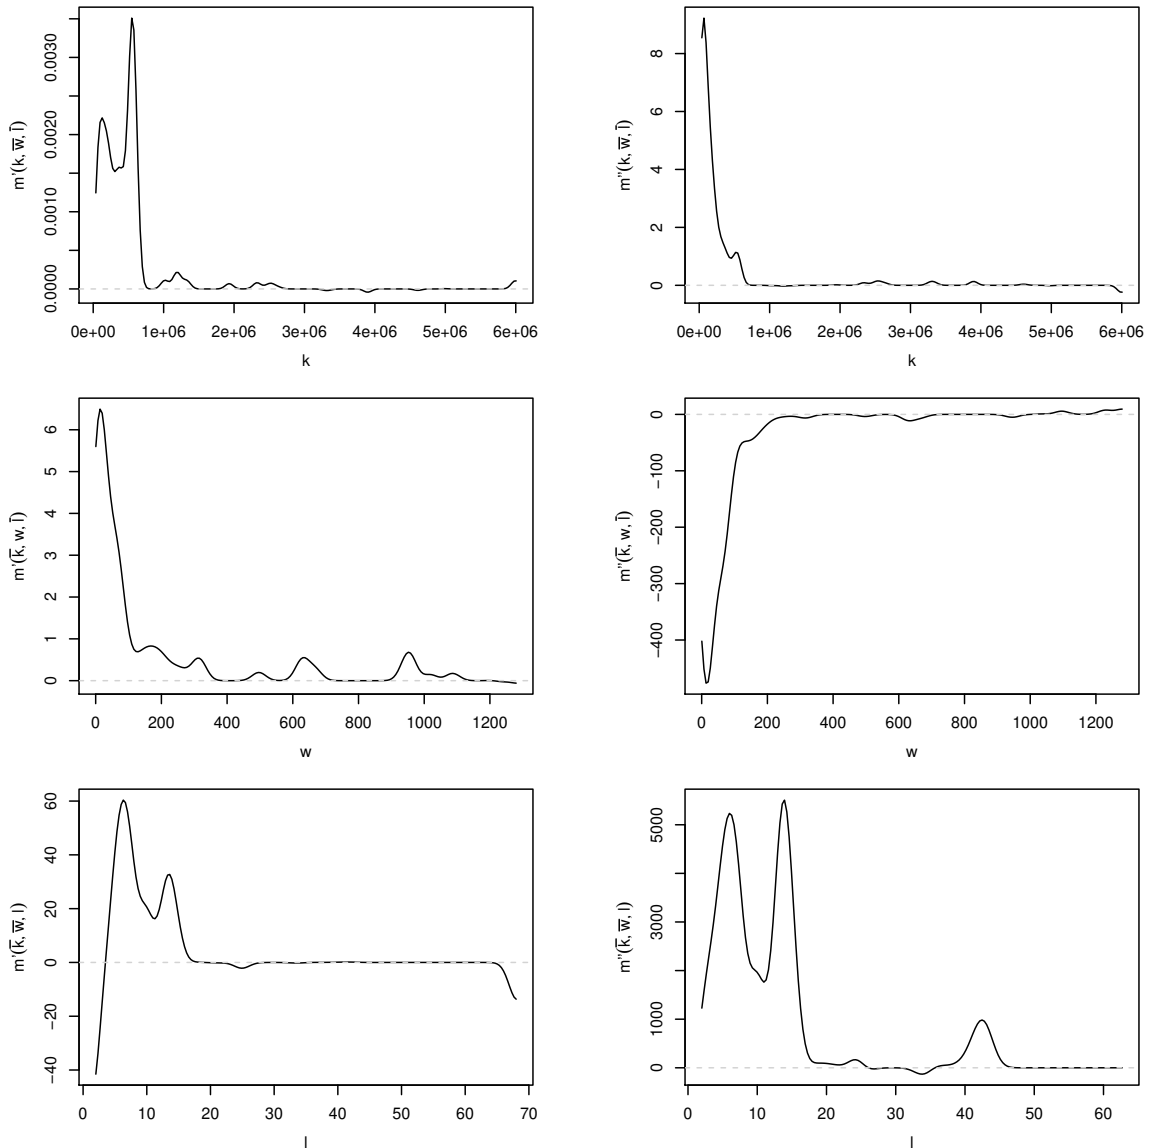 m'(k, w̅, l̅)
0.0000 0.0010 0.0020 0.0030
0e+00 1e+06 2e+06 3e+06 4e+06 5e+06 6e+06
k
m''(k, w̅, l̅)
0 2 4 6 8
0e+00 1e+06 2e+06 3e+06 4e+06 5e+06 6e+06
k
m'(k̅, w, l̅)
0 1 2 3 4 5 6
0 200 400 600 800 1000 1200
w
m''(k̅, w, l̅)
−400 −300 −200 −100 0
0 200 400 600 800 1000 1200
w
m'(k̅, w̅, l)
−40 −20 0 20 40 60
0 10 20 30 40 50 60 70
l
m''(k̅, w̅, l)
0 1000 3000 5000
0 10 20 30 40 50 60
l